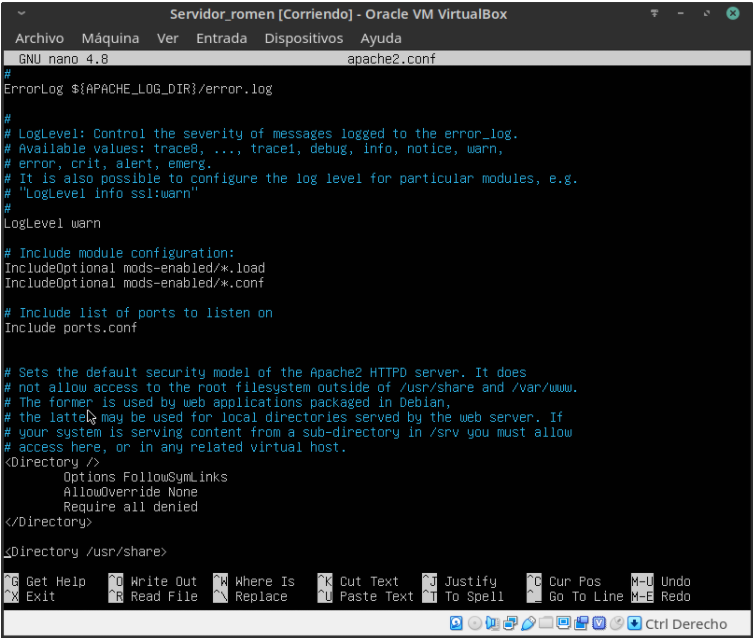 Servidor_romen [Corriendo] - Oracle VM VirtualBox
Archivo Máquina Ver Entrada Dispositivos Ayuda
GNU nano 4.8 apache2.conf
#
ErrorLog ${APACHE_LOG_DIR}/error.log
#
# LogLevel: Control the severity of messages logged to the error_log.
# Available values: trace8, ..., trace1, debug, info, notice, warn,
# error, crit, alert, emerg.
# It is also possible to configure the log level for particular modules, e.g.
# "LogLevel info ssl:warn"
#
LogLevel warn
# Include module configuration:
IncludeOptional mods-enabled/*.load
IncludeOptional mods-enabled/*.conf
# Include list of ports to listen on
Include ports.conf
# Sets the default security model of the Apache2 HTTPD server. It does
# not allow access to the root filesystem outside of /usr/share and /var/www.
# The former is used by web applications packaged in Debian,
# the latter may be used for local directories served by the web server. If
# your system is serving content from a sub-directory in /srv you must allow
# access here, or in any related virtual host.
<Directory />
Options FollowSymLinks
AllowOverride None
Require all denied
</Directory>
<Directory /usr/share>
^G Get Help ^O Write Out ^W Where Is ^K Cut Text ^J Justify ^C Cur Pos M-U Undo
^X Exit ^R Read File ^\ Replace ^U Paste Text ^T To Spell ^_ Go To Line M-E Redo
Ctrl Derecho